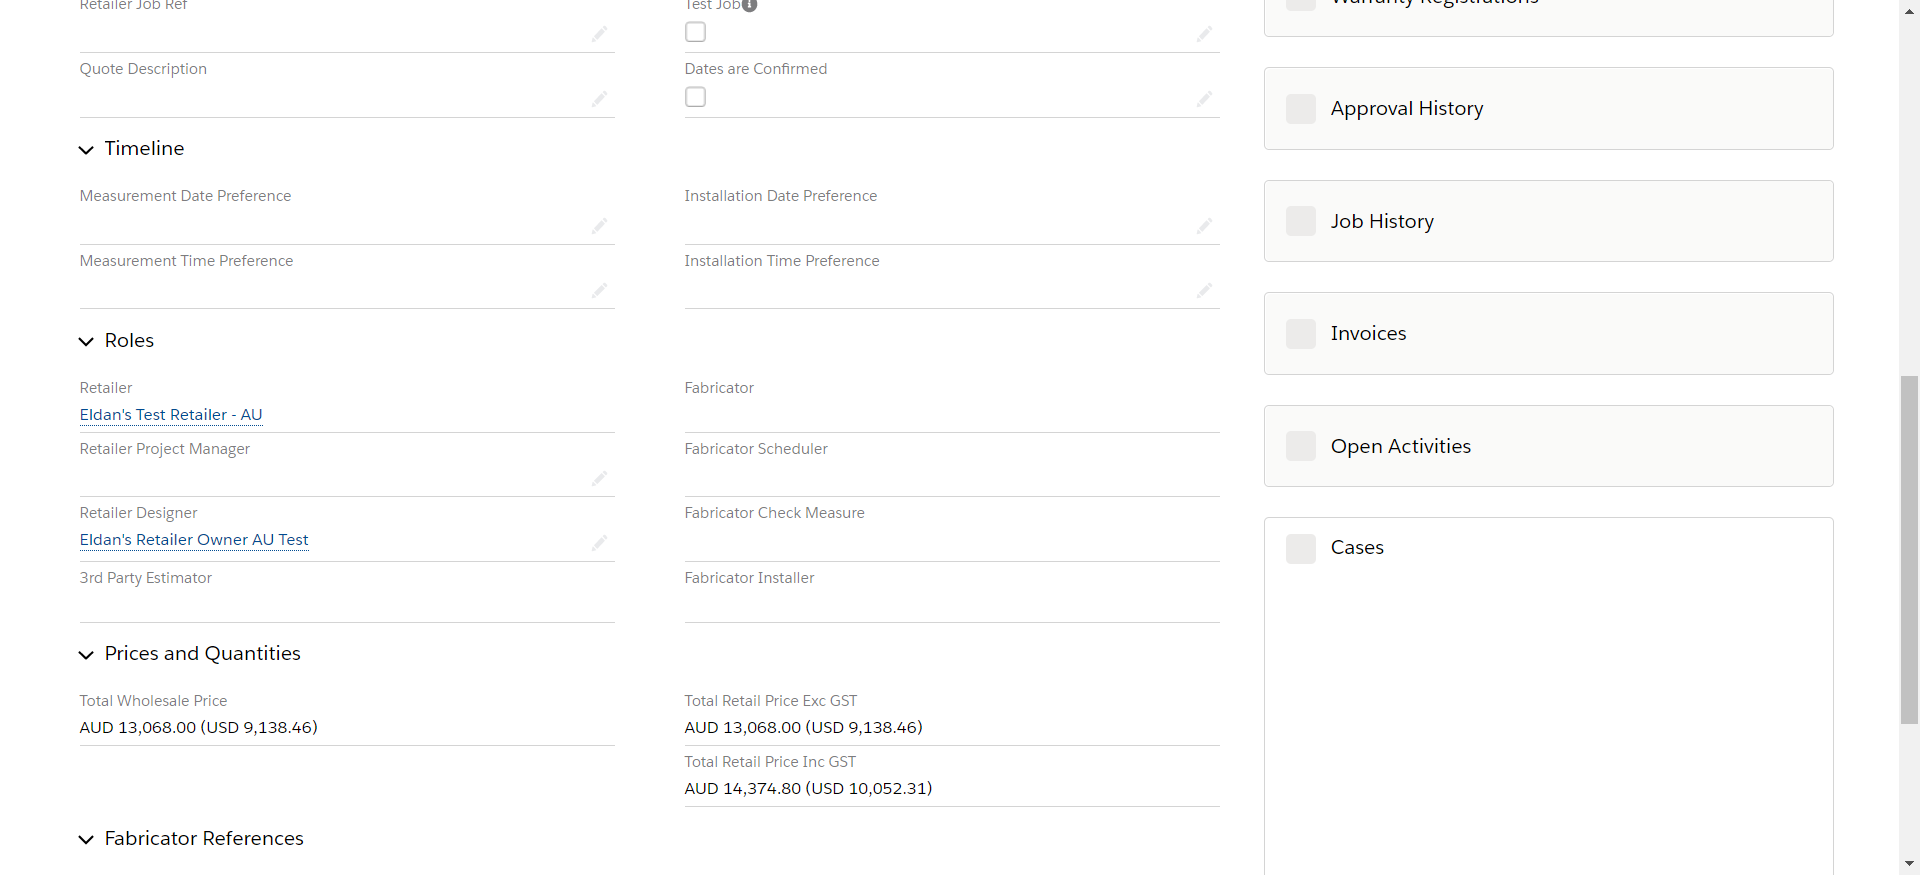 Retailer Job Ref
Test Job
Quote Description
Dates are Confirmed
Timeline
Measurement Date Preference
Installation Date Preference
Measurement Time Preference
Installation Time Preference
Roles
Retailer
Eldan's Test Retailer - AU
Fabricator
Retailer Project Manager
Fabricator Scheduler
Retailer Designer
Eldan's Retailer Owner AU Test
Fabricator Check Measure
3rd Party Estimator
Fabricator Installer
Prices and Quantities
Total Wholesale Price
AUD 13,068.00 (USD 9,138.46)
Total Retail Price Exc GST
AUD 13,068.00 (USD 9,138.46)
Total Retail Price Inc GST
AUD 14,374.80 (USD 10,052.31)
Fabricator References
Warranty Registrations
Approval History
Job History
Invoices
Open Activities
Cases